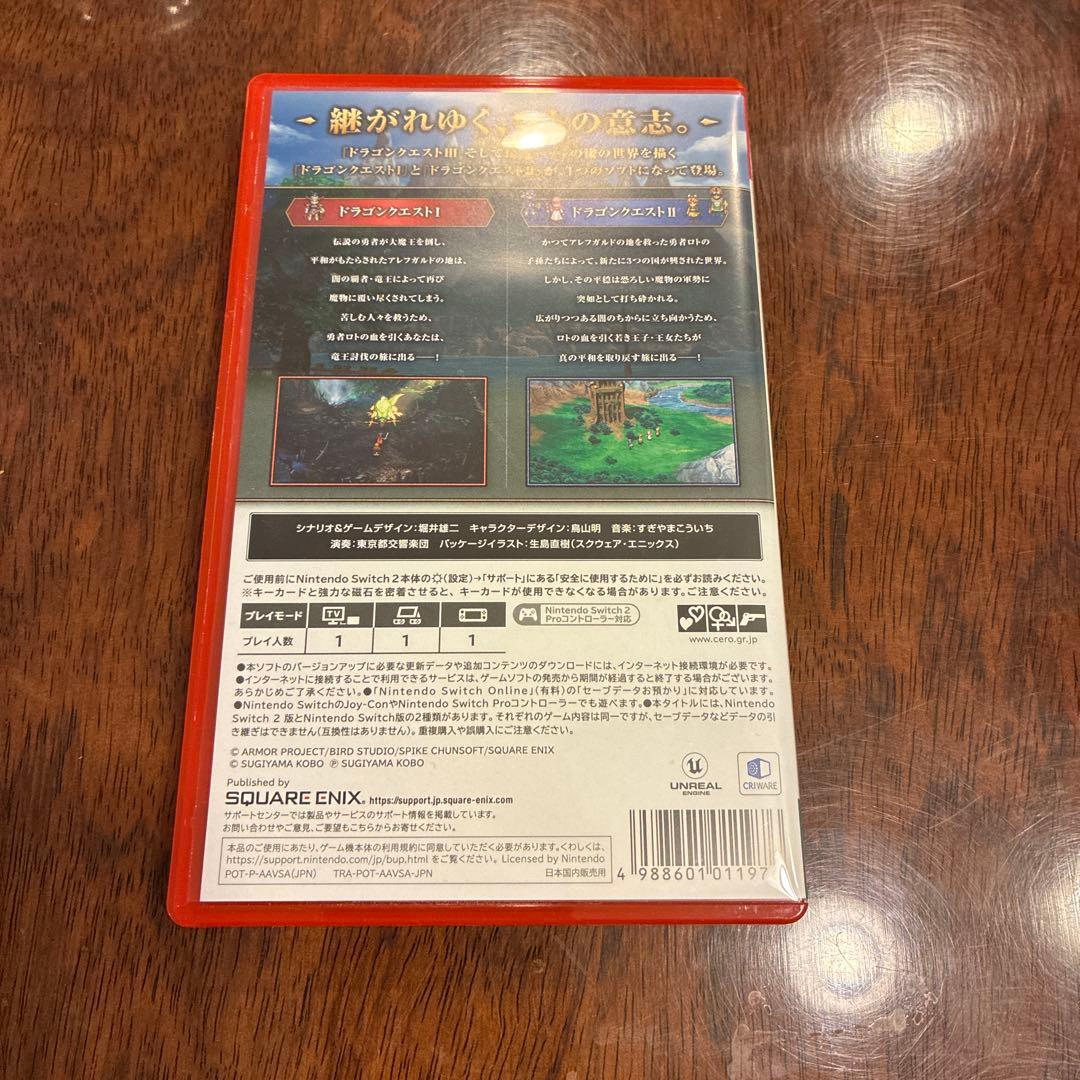 継がれゆく、の意志。
『ドラゴンクエストIII』そしての後の世界を描く
『ドラゴンクエストI』と『ドラゴンクエストII』が、1つのソフトになって登場。
ドラゴンクエストI
ドラゴンクエストII
伝説の勇者が大魔王を倒し、
平和がもたらされたアレフガルドの地は、
闇の覇者・竜王によって再び
魔物に覆い尽くされてしまう。
苦しむ人々を救うため、
勇者ロトの血を引くあなたは、
竜王討伐の旅に出る――!
かつてアレフガルドの地を救った勇者ロトの
子孫たちによって、新たに3つの国が興された世界。
しかし、その平穏は恐ろしい魔物の軍勢に
突如として打ち砕かれる。
広がりつつある闇のちからに立ち向かうため、
ロトの血を引く若き王子・王女たちが
真の平和を取り戻す旅に出る――!
シナリオ&ゲームデザイン:堀井雄二 キャラクターデザイン:鳥山明 音楽:すぎやまこういち
演奏:東京都交響楽団 パッケージイラスト:生島直樹(スクウェア・エニックス)
ご使用前にNintendo Switch 2本体の(設定)→「サポート」にある「安全に使用するために」を必ずお読みください。
※キーカードと強力な磁石を密着させると、キーカードが使用できなくなる場合があります。ご注意ください。
プレイモード TV Nintendo Switch 2
Proコントローラー対応
プレイ人数 1 1 1
www.cero.gr.jp
●本ソフトのバージョンアップに必要な更新データや追加コンテンツのダウンロードには、インターネット接続環境が必要です。
●インターネットに接続することで利用できるサービスは、ゲームソフトの発売から期間が経過すると終了する場合がございます。
あらかじめご了承ください。●「Nintendo Switch Online」(有料)の「セーブデータお預かり」に対応しています。
●Nintendo SwitchのJoy-ConやNintendo Switch Proコントローラーでも遊べます。●本タイトルには、Nintendo
Switch 2 版とNintendo Switch版の2種類があります。それぞれのゲーム内容は同一ですが、セーブデータなどデータの引
き継ぎはできません(互換性はありません)。重複購入や誤購入にご注意ください。
© ARMOR PROJECT/BIRD STUDIO/SPIKE CHUNSOFT/SQUARE ENIX
© SUGIYAMA KOBO ℗ SUGIYAMA KOBO
Published by
SQUARE ENIX. https://support.jp.square-enix.com
UNREAL
ENGINE
CRIWARE
サポートセンターでは製品やサービスのサポート情報を掲載しています。
お問い合わせやご意見、ご要望もこちらからお寄せください。
本品のご使用にあたり、ゲーム機本体の利用規約に同意していただく必要があります。くわしくは、
https://support.nintendo.com/jp/bup.html をご覧ください。Licensed by Nintendo
POT-P-AAVSA(JPN) TRA-POT-AAVSA-JPN 日本国内販売用
4 988601 01197